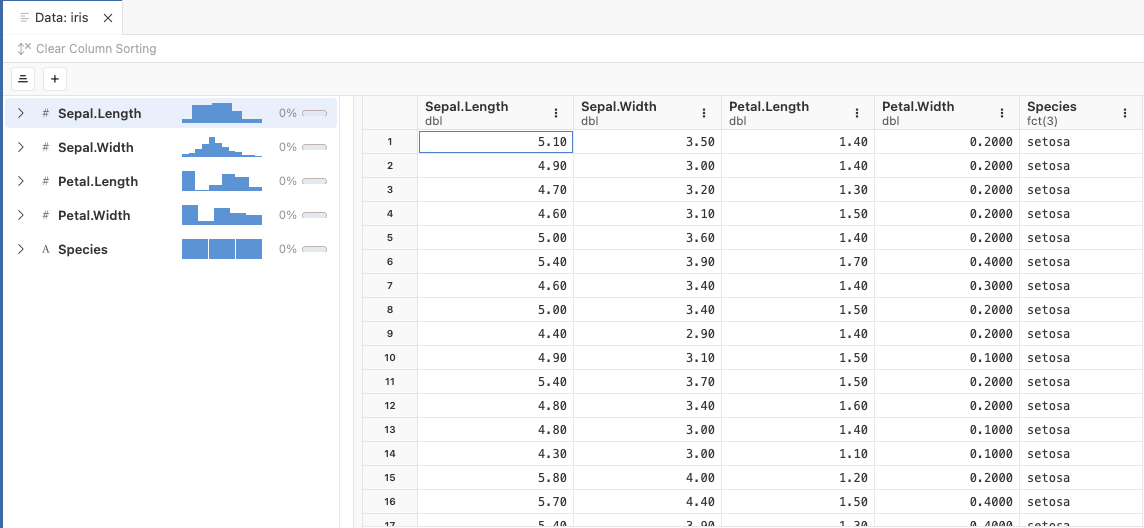 Data: iris
Clear Column Sorting
# Sepal.Length 0%
# Sepal.Width 0%
# Petal.Length 0%
# Petal.Width 0%
A Species 0%
Sepal.Length Sepal.Width Petal.Length Petal.Width Species
dbl dbl dbl dbl fct(3)
1 5.10 3.50 1.40 0.2000 setosa
2 4.90 3.00 1.40 0.2000 setosa
3 4.70 3.20 1.30 0.2000 setosa
4 4.60 3.10 1.50 0.2000 setosa
5 5.00 3.60 1.40 0.2000 setosa
6 5.40 3.90 1.70 0.4000 setosa
7 4.60 3.40 1.40 0.3000 setosa
8 5.00 3.40 1.50 0.2000 setosa
9 4.40 2.90 1.40 0.2000 setosa
10 4.90 3.10 1.50 0.1000 setosa
11 5.40 3.70 1.50 0.2000 setosa
12 4.80 3.40 1.60 0.2000 setosa
13 4.80 3.00 1.40 0.1000 setosa
14 4.30 3.00 1.10 0.1000 setosa
15 5.80 4.00 1.20 0.2000 setosa
16 5.70 4.40 1.50 0.4000 setosa
17 5.40 3.90 1.30 0.4000 setosa